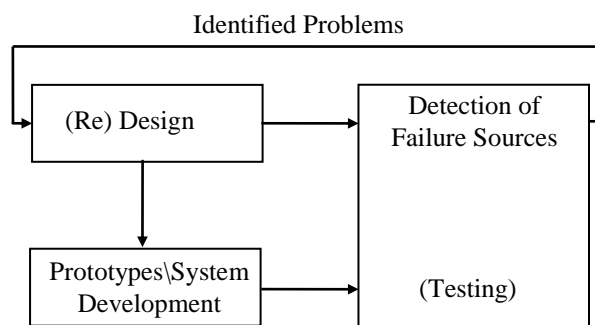 Identified Problems
(Re) Design
Detection of
Failure Sources
Prototypes\System
Development
(Testing)